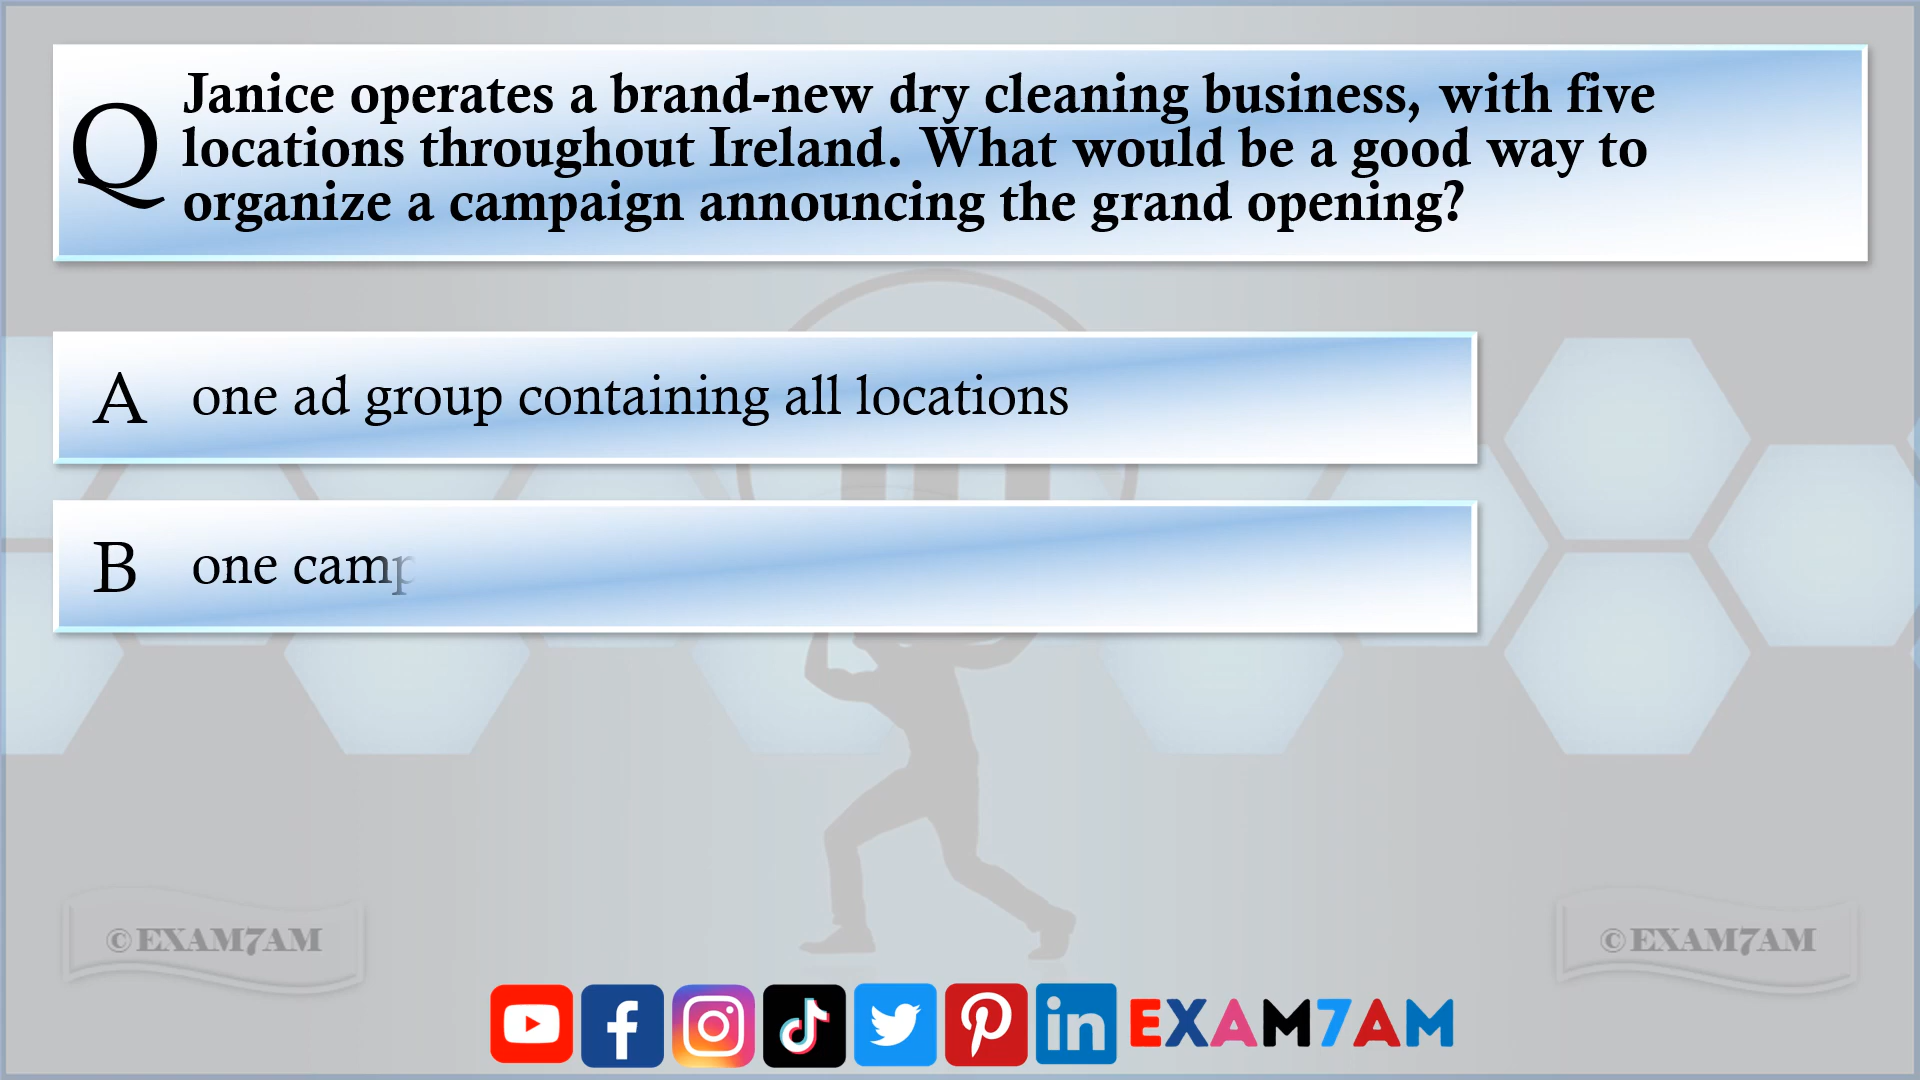 Q
Janice operates a brand-new dry cleaning business, with five
locations throughout Ireland. What would be a good way to
organize a campaign announcing the grand opening?
A one ad group containing all locations
B one camp
©EXAM7AM
©EXAM7AM
EXAM7AM